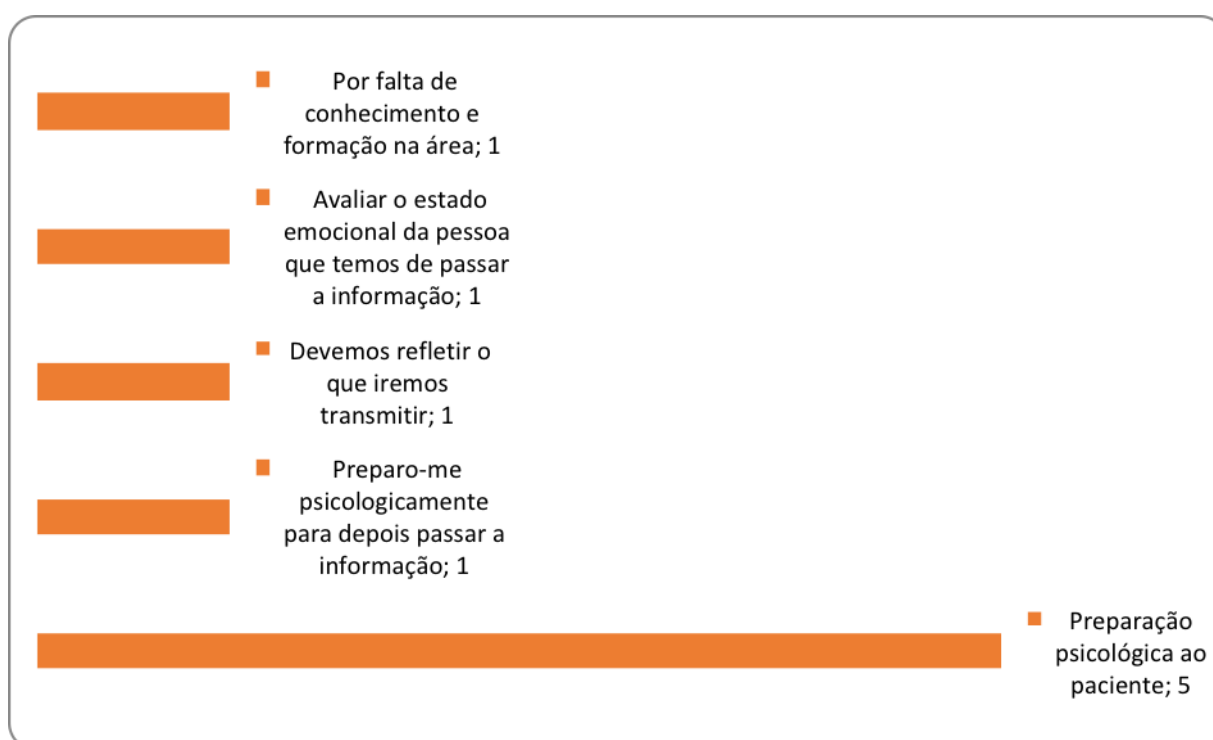 Por falta de
conhecimento e
formação na área; 1
Avaliar o estado
emocional da pessoa
que temos de passar
a informação; 1
Devemos refletir o
que iremos
transmitir; 1
Preparo-me
psicologicamente
para depois passar a
informação; 1
Preparação
psicológica ao
paciente; 5